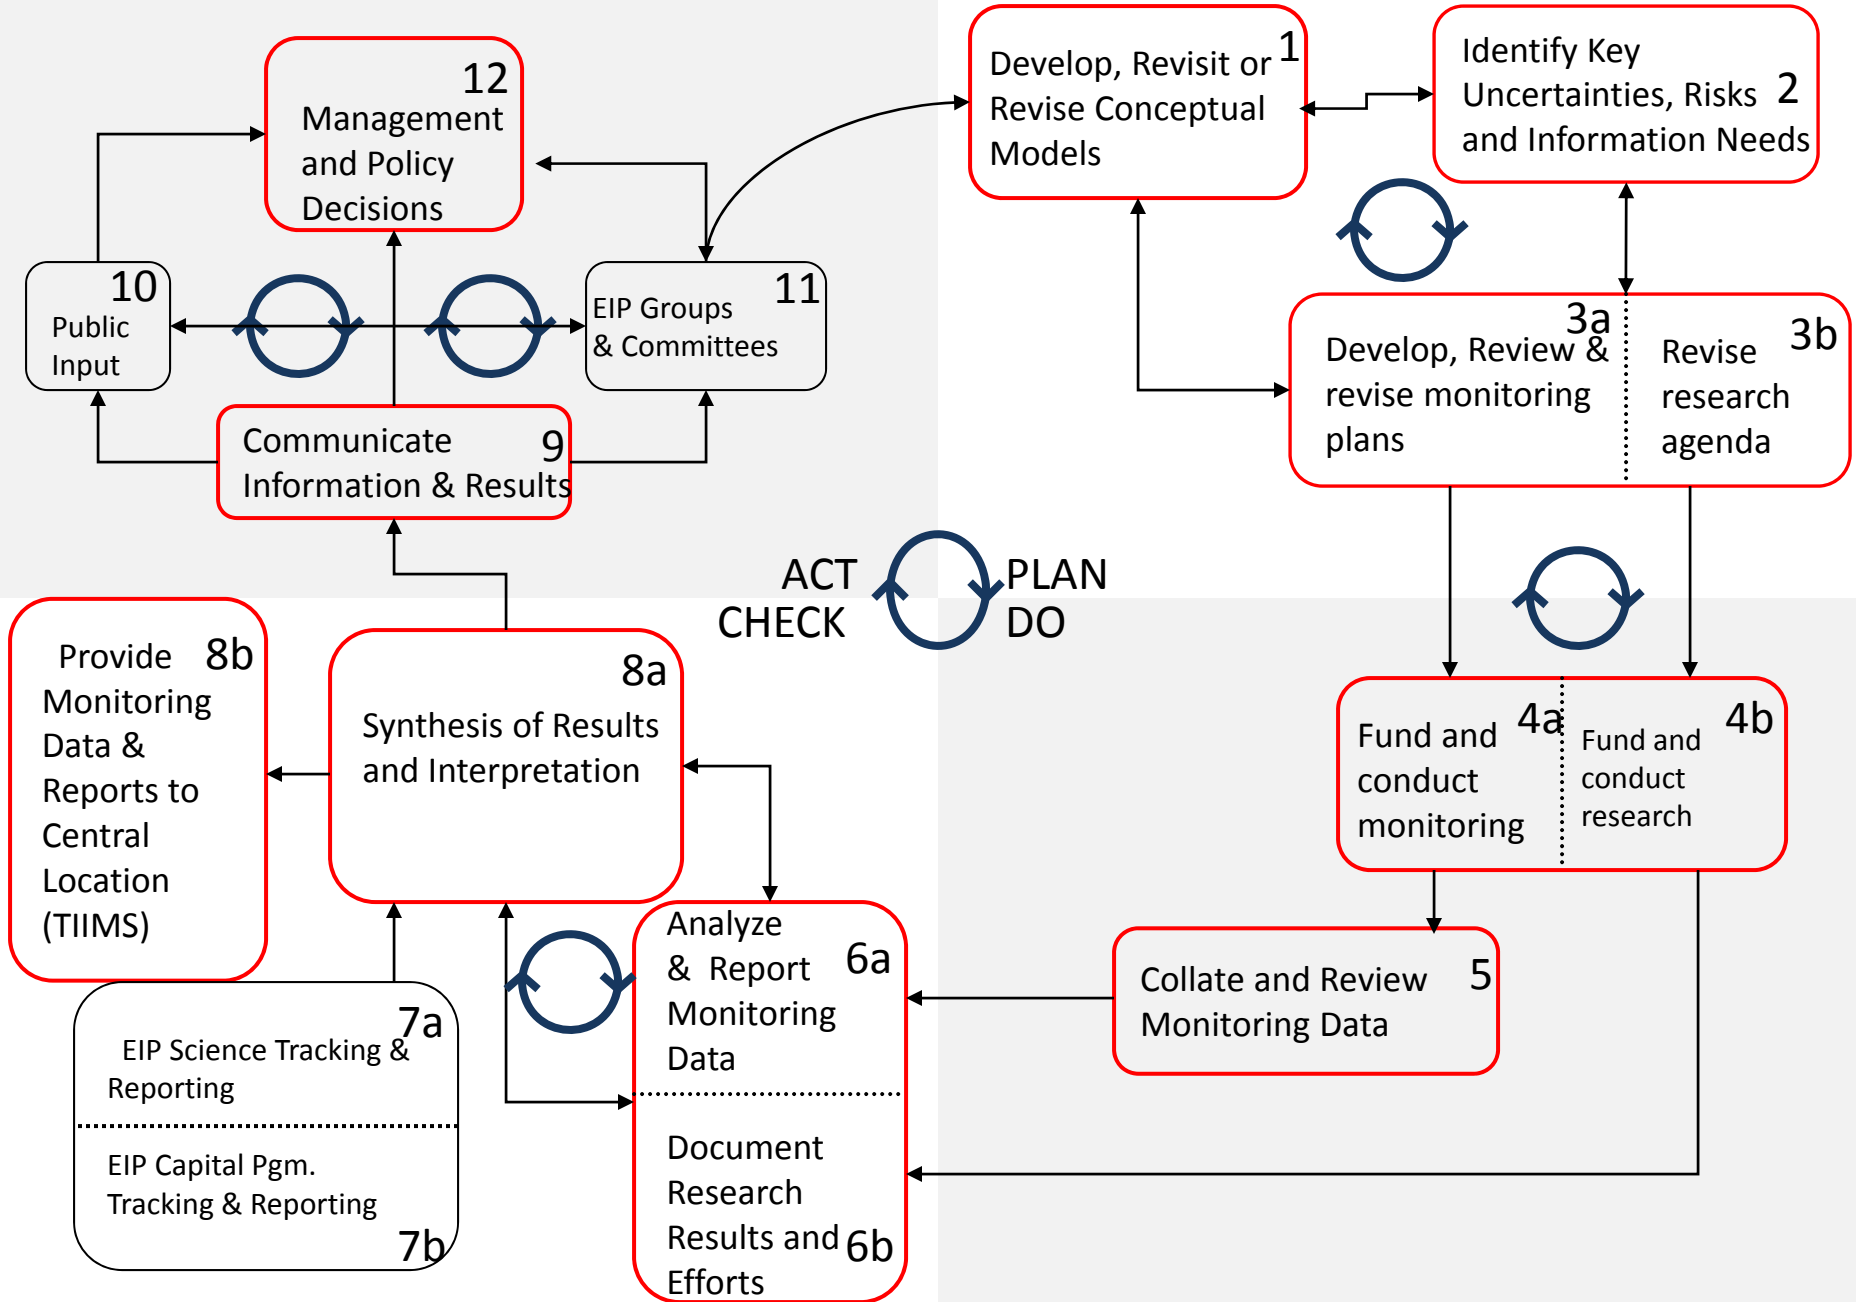 12
Management
and Policy
Decisions
10
Public
Input
11
EIP Groups
& Committees
9
Communicate
Information & Results
1
Develop, Revisit or
Revise Conceptual
Models
2
Identify Key
Uncertainties, Risks
and Information Needs
3a
Develop, Review &
revise monitoring
plans
3b
Revise
research
agenda
ACT
PLAN
CHECK
DO
4a
Fund and
conduct
monitoring
4b
Fund and
conduct
research
5
Collate and Review
Monitoring Data
6a
Analyze
& Report
Monitoring
Data
Document
Research
Results and
Efforts
6b
8a
Synthesis of Results
and Interpretation
8b
Provide
Monitoring
Data &
Reports to
Central
Location
(TIIMS)
7a
EIP Science Tracking &
Reporting
EIP Capital Pgm.
Tracking & Reporting
7b